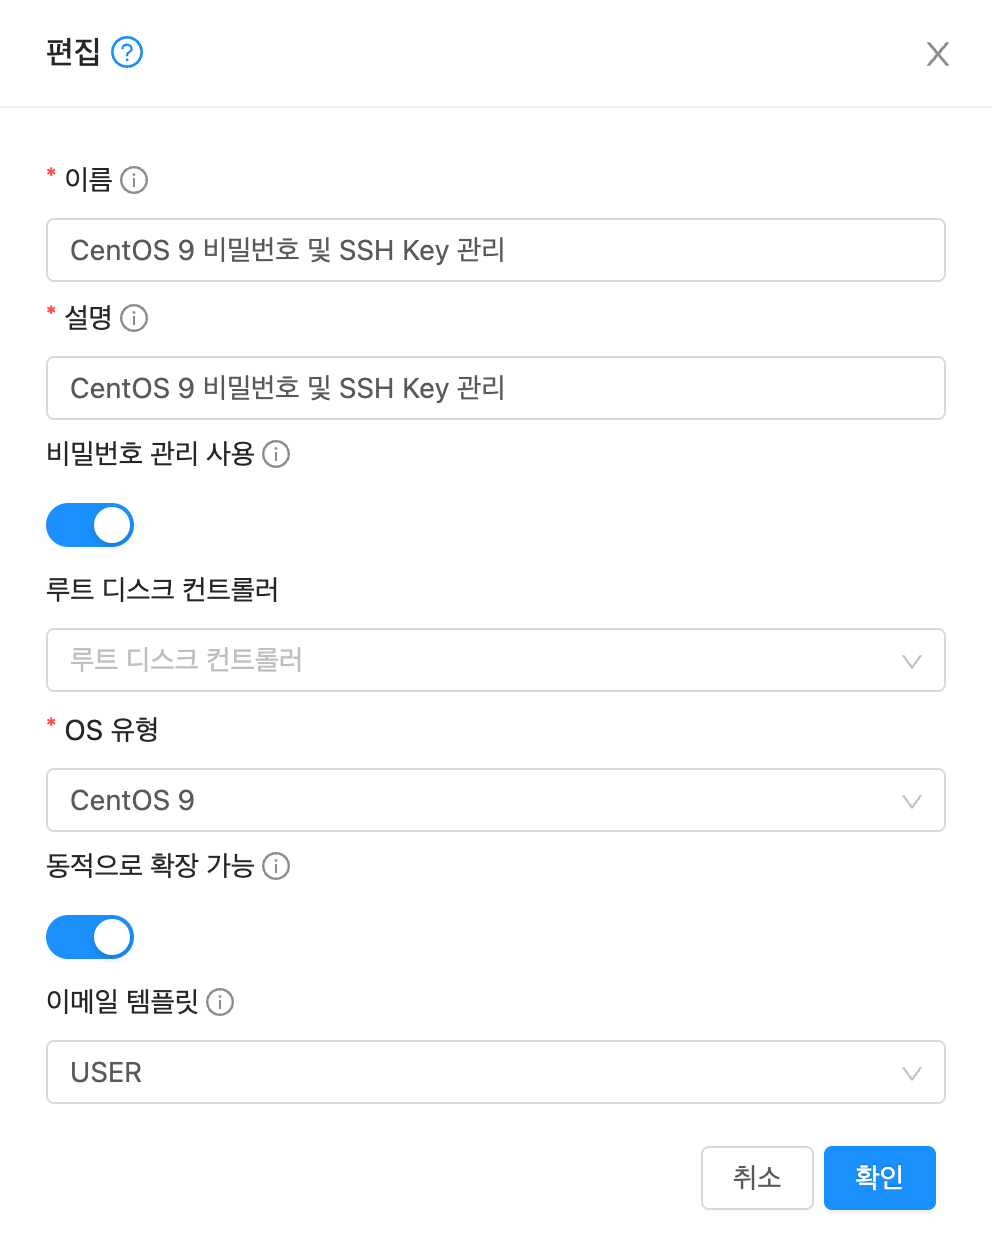 편집
* 이름
CentOS 9 비밀번호 및 SSH Key 관리
* 설명
CentOS 9 비밀번호 및 SSH Key 관리
비밀번호 관리 사용
루트 디스크 컨트롤러
루트 디스크 컨트롤러
* OS 유형
CentOS 9
동적으로 확장 가능
이메일 템플릿
USER
취소 확인